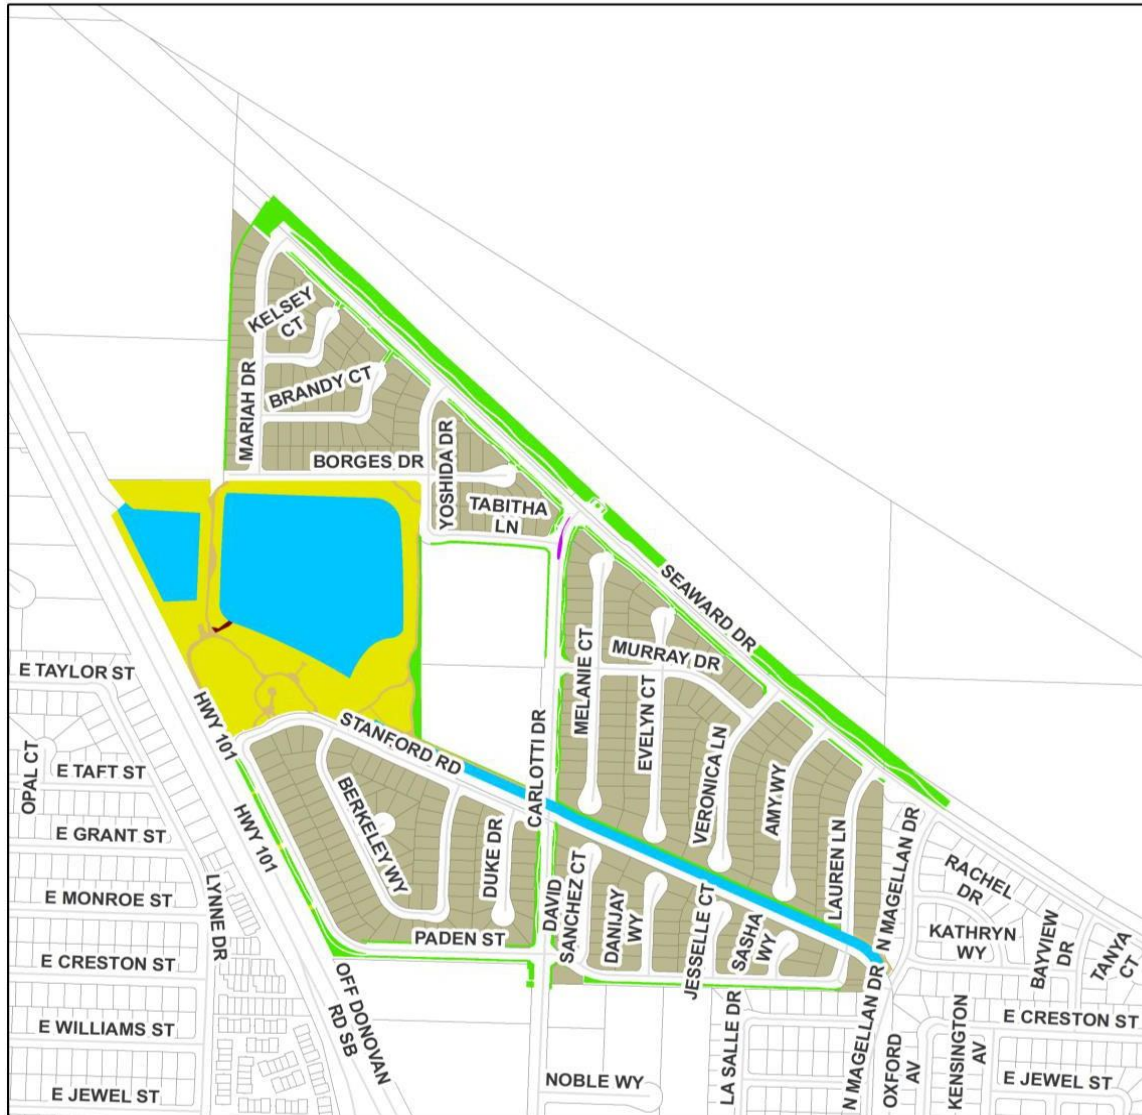 KELSEY
CT
BRANDY CT
MARIAH DR
BORGES DR
YOSHIDA DR
TABITHA
LN
SEAWARD DR
MURRAY DR
MELANIE CT
EVELYN CT
VERONICA LN
AMY WY
LAUREN LN
CARLOTTI DR
STANFORD RD
BERKELEY WY
DUKE DR
PADEN ST
DAVID
SANCHEZ CT
DANIJAY
WY
JESSELLE CT
SASHA
WY
N MAGELLAN DR
RACHEL
DR
KATHRYN
WY
BAYVIEW
DR
TANYA
CT
E TAYLOR ST
OPAL CT
E TAFT ST
E GRANT ST
E MONROE ST
E CRESTON ST
E WILLIAMS ST
E JEWEL ST
LYNNE DR
HWY 101
HWY 101
OFF DONOVAN
RD SB
NOBLE WY
LA SALLE DR
N MAGELLAN DR
N MAGELLAN DR
OXFORD
AV
KENSINGTON
AV
E CRESTON ST
E JEWEL ST